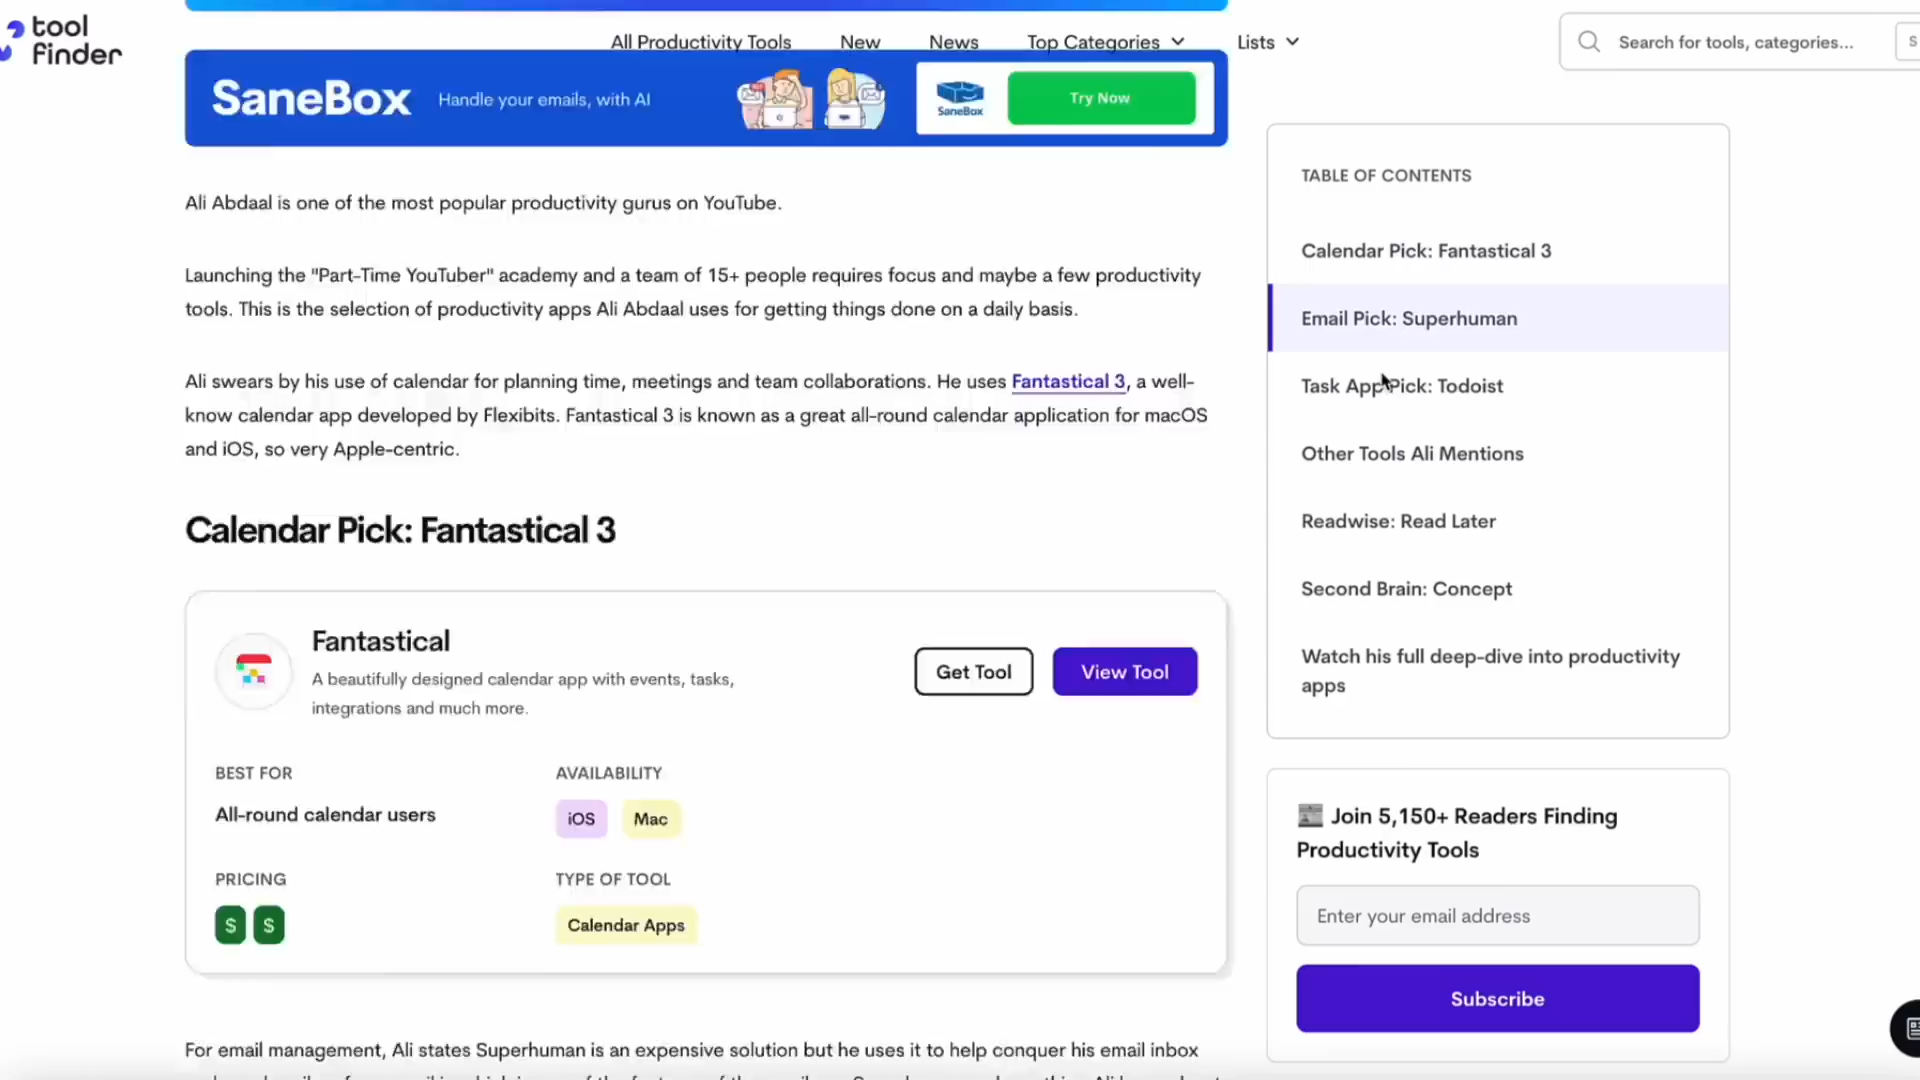 tool
finder
All Productivity Tools
New
News
Top Categories
Lists
Search for tools, categories...
S
SaneBox
Handle your emails, with AI
SaneBox
Try Now
Ali Abdaal is one of the most popular productivity gurus on YouTube.
Launching the "Part-Time YouTuber" academy and a team of 15+ people requires focus and maybe a few productivity
tools. This is the selection of productivity apps Ali Abdaal uses for getting things done on a daily basis.
Ali swears by his use of calendar for planning time, meetings and team collaborations. He uses Fantastical 3, a well-
know calendar app developed by Flexibits. Fantastical 3 is known as a great all-round calendar application for macOS
and iOS, so very Apple-centric.
Calendar Pick: Fantastical 3
Fantastical
A beautifully designed calendar app with events, tasks,
integrations and much more.
Get Tool
View Tool
BEST FOR
All-round calendar users
AVAILABILITY
iOS
Mac
PRICING
$ $
TYPE OF TOOL
Calendar Apps
For email management, Ali states Superhuman is an expensive solution but he uses it to help conquer his email inbox
TABLE OF CONTENTS
Calendar Pick: Fantastical 3
Email Pick: Superhuman
Task App Pick: Todoist
Other Tools Ali Mentions
Readwise: Read Later
Second Brain: Concept
Watch his full deep-dive into productivity
apps
Join 5,150+ Readers Finding
Productivity Tools
Enter your email address
Subscribe